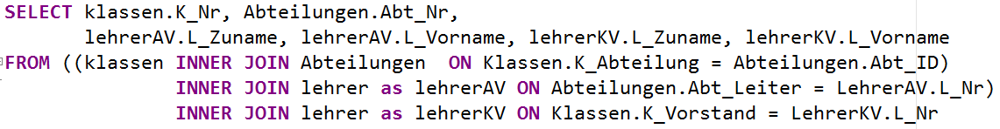 SELECT klassen.K_Nr, Abteilungen.Abt_Nr,
lehrerAV.L_Zuname, lehrerAV.L_Vorname, lehrerKV.L_Zuname, lehrerKV.L_Vorname
FROM ((klassen INNER JOIN Abteilungen  ON Klassen.K_Abteilung = Abteilungen.Abt_ID)
INNER JOIN lehrer as lehrerAV ON Abteilungen.Abt_Leiter = LehrerAV.L_Nr)
INNER JOIN lehrer as lehrerKV ON Klassen.K_Vorstand = LehrerKV.L_Nr